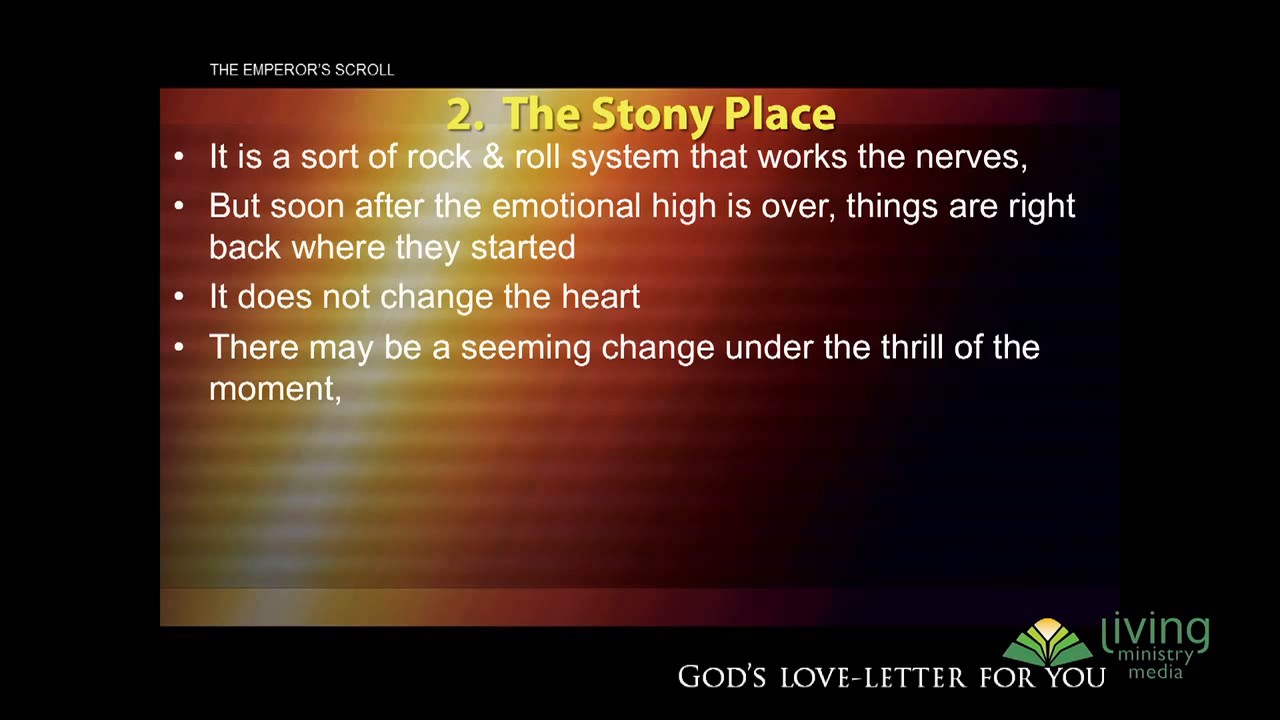 THE EMPEROR'S SCROLL
2. The Stony Place
• It is a sort of rock & roll system that works the nerves,
• But soon after the emotional high is over, things are right
back where they started
• It does not change the heart
• There may be a seeming change under the thrill of the
moment,
living
ministry
media
GOD'S LOVE-LETTER FOR YOU